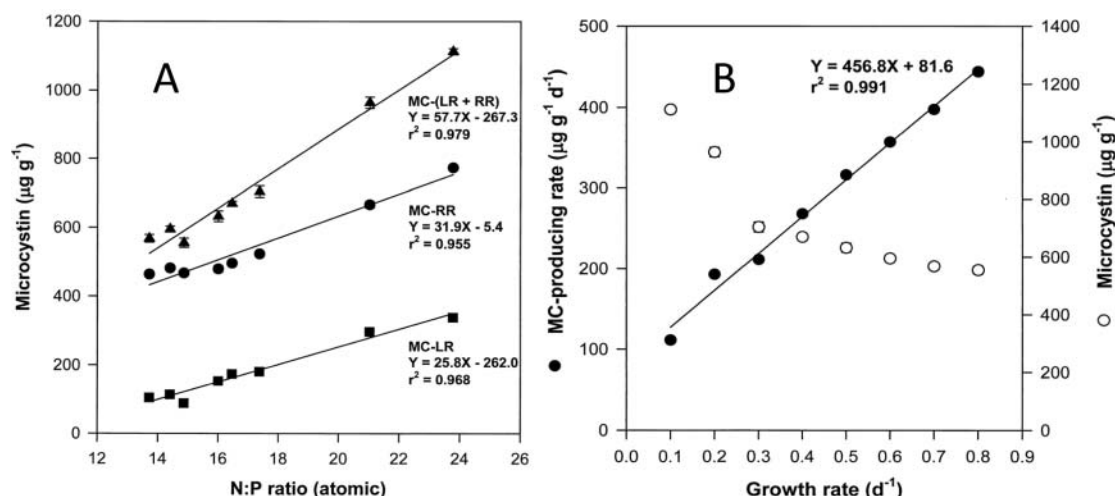 A
Microcystin (µg g-1)
1200
1000
800
600
400
200
0
MC-(LR + RR)
Y = 57.7X - 267.3
r2 = 0.979
MC-RR
Y = 31.9X - 5.4
r2 = 0.955
MC-LR
Y = 25.8X - 262.0
r2 = 0.968
12 14 16 18 20 22 24 26
N:P ratio (atomic)
B
MC-producing rate (µg g-1 d-1)
500
400
300
200
100
0
Y = 456.8X + 81.6
r2 = 0.991
1400
1200
1000
800
600
400
200
0
Microcystin (µg g-1)
0.0 0.1 0.2 0.3 0.4 0.5 0.6 0.7 0.8 0.9
Growth rate (d-1)